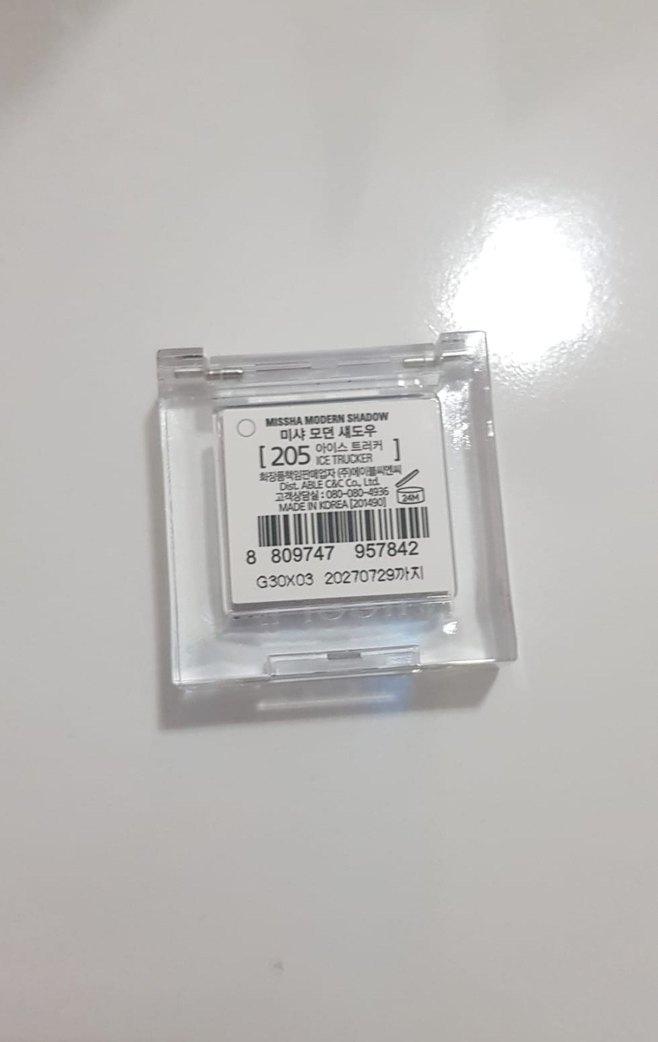 MISSHA MODERN SHADOW
미샤 모던 섀도우
[ 205 아이스 트러커 ]
ICE TRUCKER
화장품책임판매업자 (주)에이블씨엔씨
Dist. ABLE C&C Co., Ltd.
고객상담실 : 080-080-4936
MADE IN KOREA [201490]
24M
8 809747 957842
G30X03 20270729까지